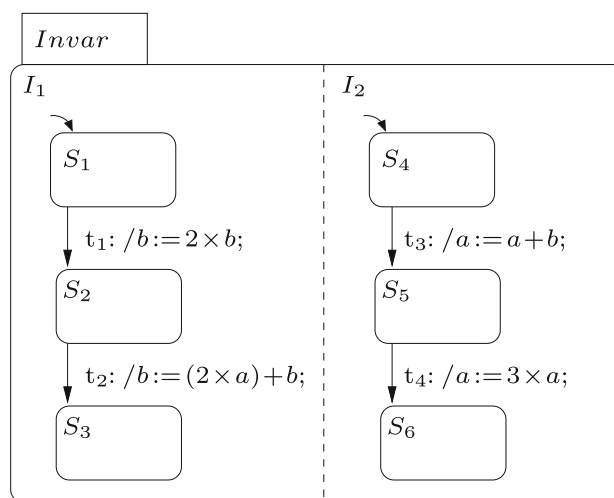 Invar
I₁
S₁
t₁: /b:=2×b;
S₂
t₂: /b:=(2×a)+b;
S₃
I₂
S₄
t₃: /a:=a+b;
S₅
t₄: /a:=3×a;
S₆